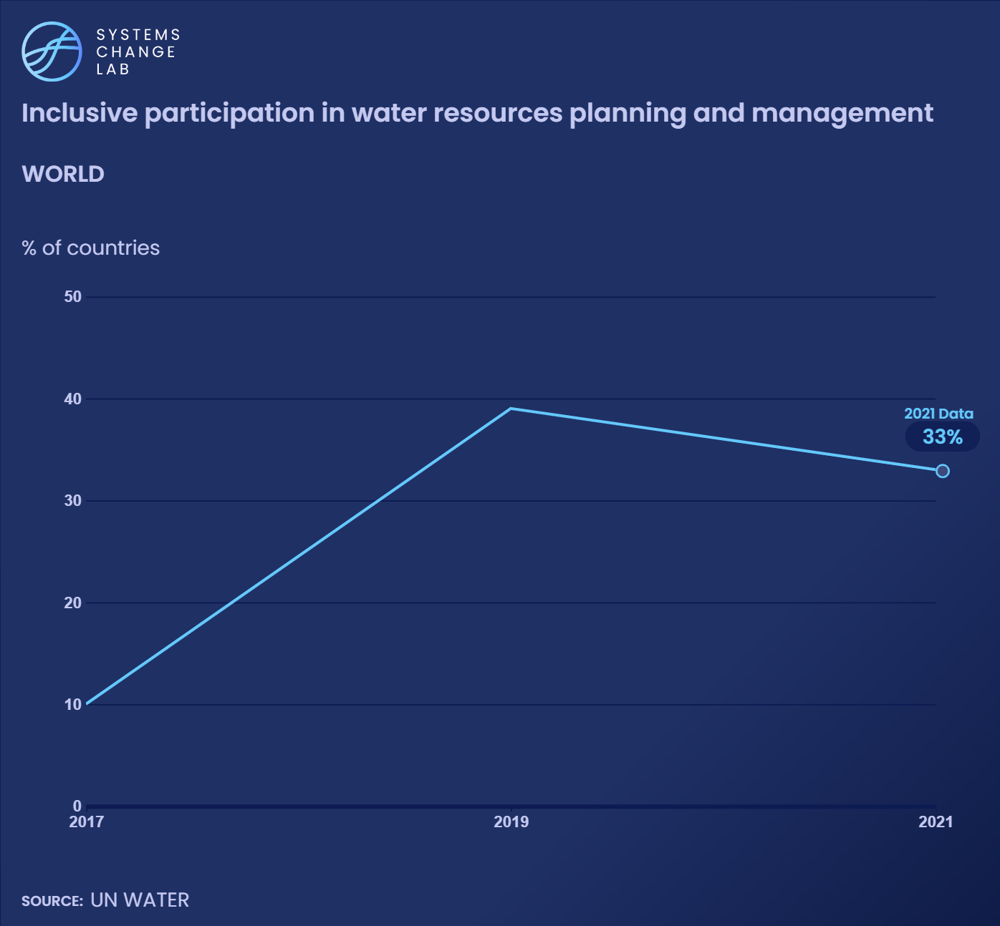 SYSTEMS
CHANGE
LAB
Inclusive participation in water resources planning and management
WORLD
% of countries
50
40
30
20
10
0
2021 Data
33%
2017
2019
2021
SOURCE: UN WATER